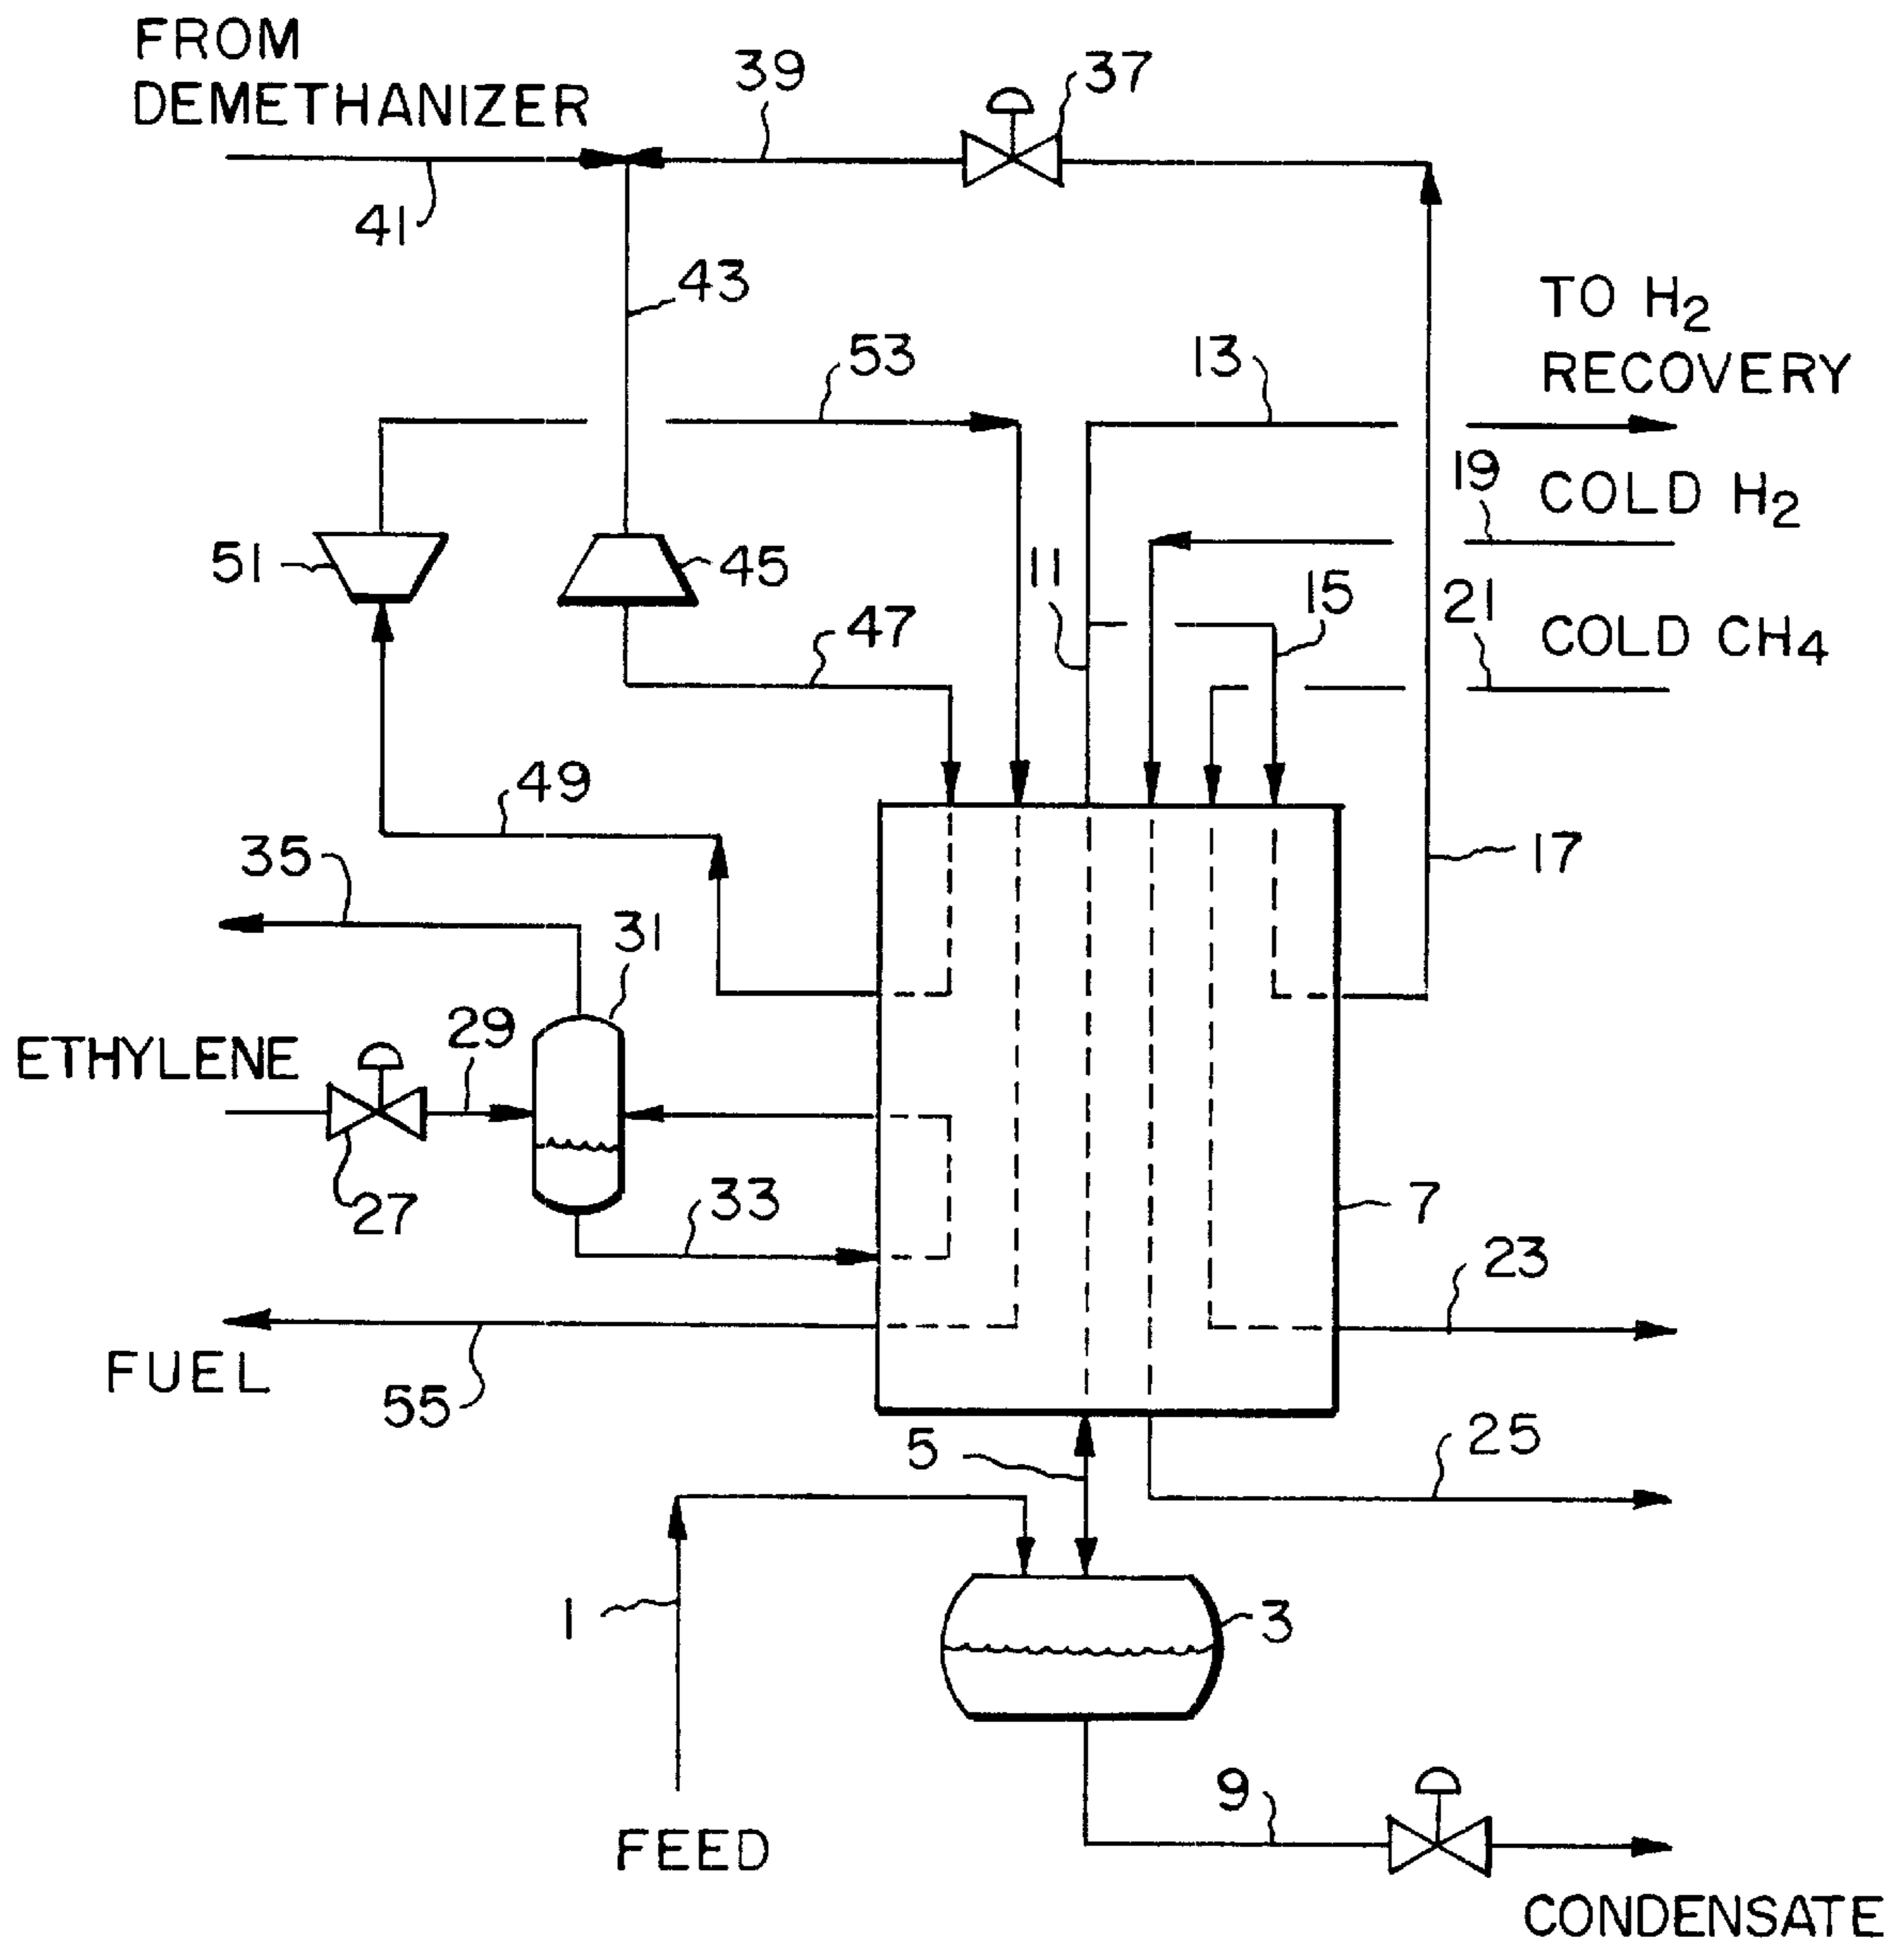 FROM
DEMETHANIZER
39
37
41
43
TO H2
RECOVERY
53
13
19
COLD H2
51
45
11
15
21
COLD CH4
47
49
17
35
31
ETHYLENE
29
27
33
7
23
FUEL
55
5
25
1
3
9
FEED
CONDENSATE